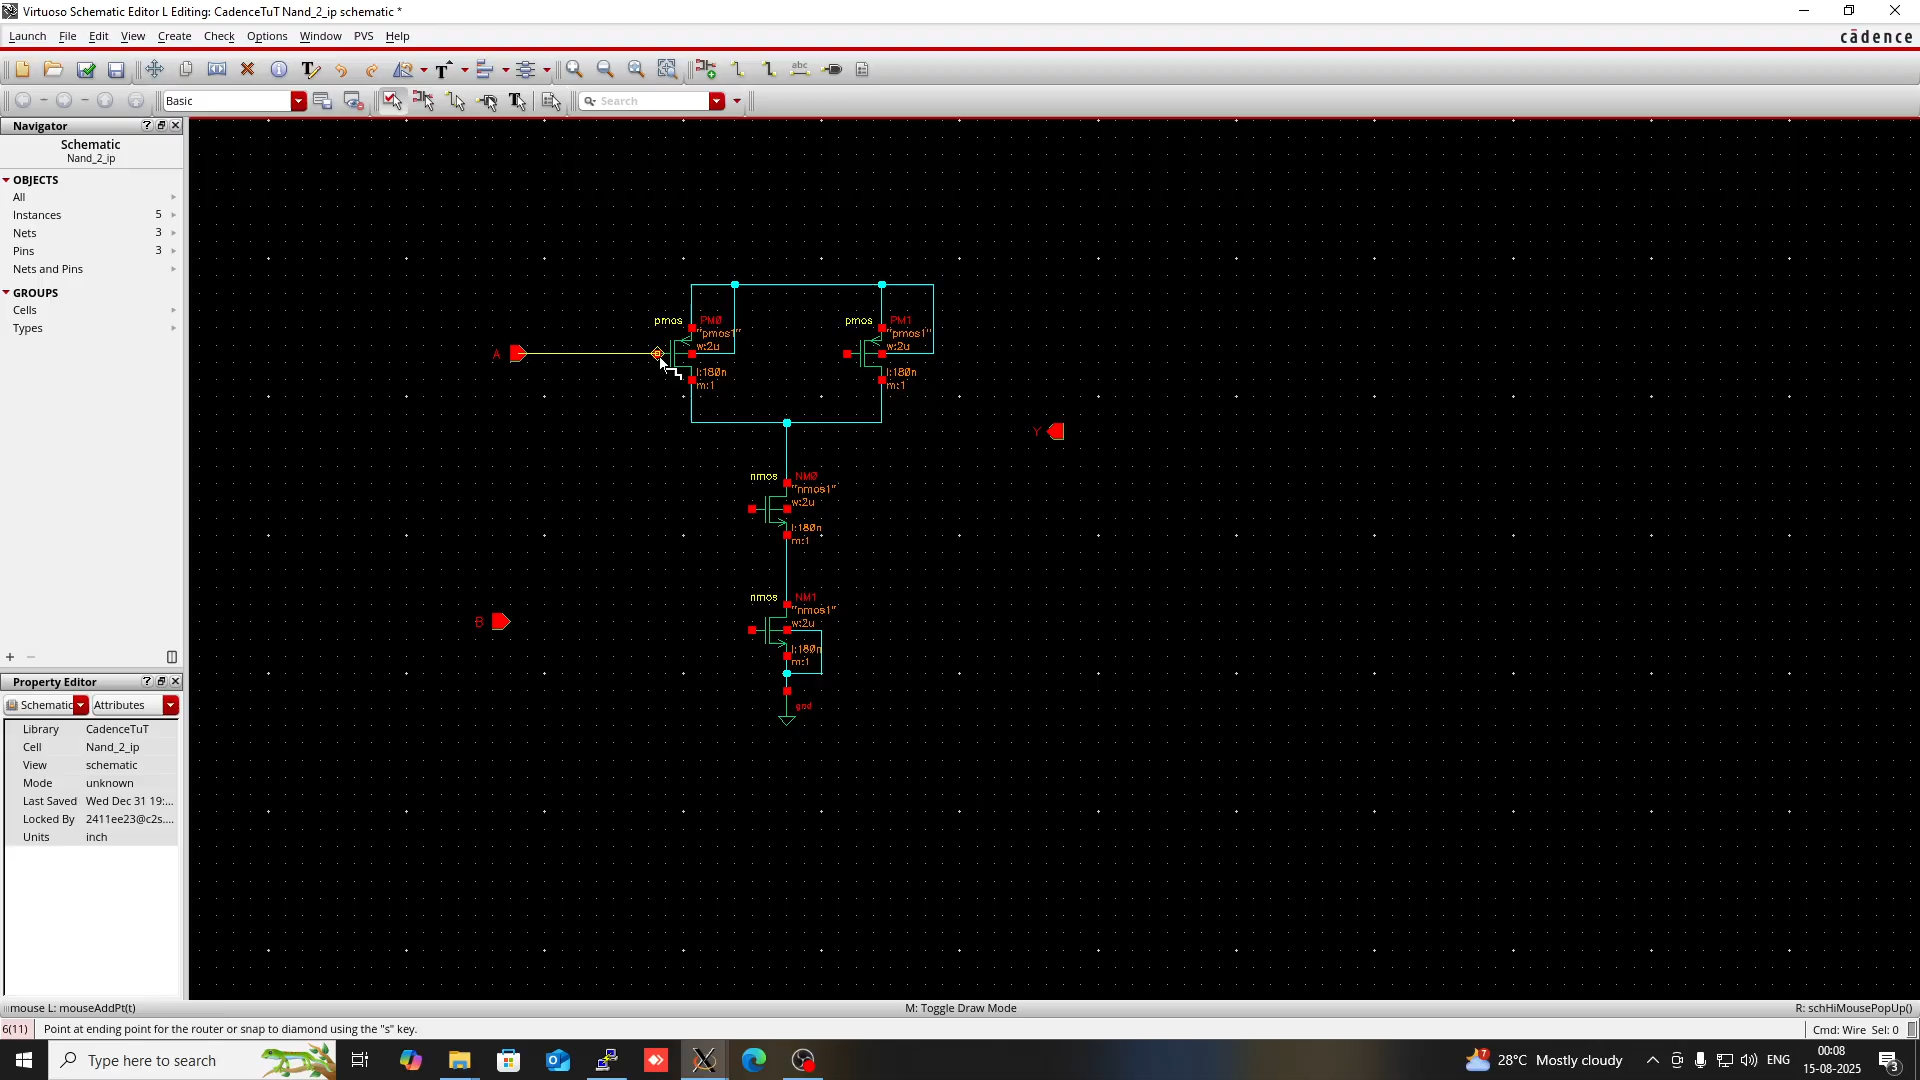 Virtuoso Schematic Editor L Editing: CadenceTuT Nand_2_ip schematic *
Launch File Edit View Create Check Options Window PVS Help
cādence
Basic
Search
Navigator
Schematic
Nand_2_ip
OBJECTS
All
Instances 5
Nets 3
Pins 3
Nets and Pins
GROUPS
Cells
Types
Property Editor
Schematic Attributes
Library CadenceTuT
Cell Nand_2_ip
View schematic
Mode unknown
Last Saved Wed Dec 31 19:...
Locked By 2411ee23@c2s....
Units inch
pmos PM0
"pmos1"
w:2u
l:180n
m:1
pmos PM1
"pmos1"
w:2u
l:180n
m:1
A
Y
nmos NM0
"nmos1"
w:2u
l:180n
m:1
B
nmos NM1
"nmos1"
w:2u
l:180n
m:1
gnd
mouse L: mouseAddPt(t) M: Toggle Draw Mode R: schHiMousePopUp()
6(11) Point at ending point for the router or snap to diamond using the "s" key. Cmd: Wire Sel: 0
Type here to search
28°C Mostly cloudy
ENG
00:08
15-08-2025
3